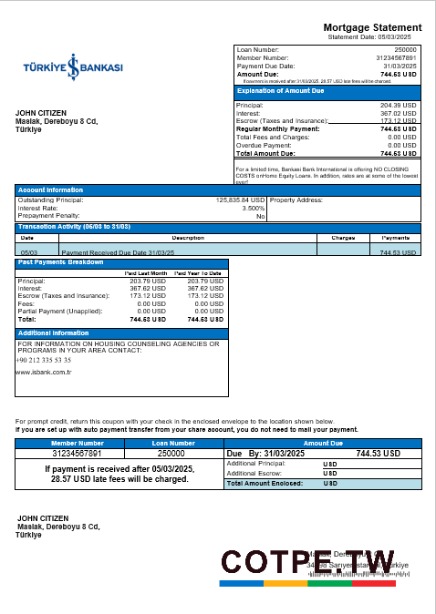 Mortgage Statement
Statement Date: 05/03/2025
TÜRKİYE İŞ BANKASI
Loan Number: 250000
Member Number: 31234567891
Payment Due Date: 31/03/2025
Amount Due: 744.53 USD
If payment is received after 31/03/2025, 28.57 USD late fees will be charged.
Explanation of Amount Due
Principal: 204.39 USD
Interest: 367.02 USD
Escrow (Taxes and Insurance): 173.12 USD
Regular Monthly Payment: 744.53 USD
Total Fees and Charges: 0.00 USD
Overdue Payment: 0.00 USD
Total Amount Due: 744.53 USD
JOHN CITIZEN
Maslak, Dereboyu 8 Cd,
Türkiye
For a limited time, Bankasi Bank International is offering NO CLOSING
COSTS on Home Equity Loans. In addition, rates are at some of the lowest
ever!
Account Information
Outstanding Principal: 125,835.84 USD Property Address:
Interest Rate: 3.500%
Prepayment Penalty: No
Transaction Activity (05/03 to 31/03)
Date Description Charges Payments
05/03 Payment Received Due Date 31/03/25 744.53 USD
Past Payments Breakdown
Paid Last Month Paid Year To Date
Principal: 203.79 USD 203.79 USD
Interest: 367.62 USD 367.62 USD
Escrow (Taxes and Insurance): 173.12 USD 173.12 USD
Fees: 0.00 USD 0.00 USD
Partial Payment (Unapplied): 0.00 USD 0.00 USD
Total: 744.53 USD 744.53 USD
Additional Information
FOR INFORMATION ON HOUSING COUNSELING AGENCIES OR
PROGRAMS IN YOUR AREA CONTACT:
+90 212 335 53 35
www.isbank.com.tr
For prompt credit, return this coupon with your check in the enclosed envelope to the location shown below.
If you are set up with auto payment transfer from your share account, you do not need to mail your payment.
Member Number Loan Number Amount Due
31234567891 250000 Due By: 31/03/2025 744.53 USD
If payment is received after 05/03/2025,
28.57 USD late fees will be charged.
Additional Principal: USD
Additional Escrow: USD
Total Amount Enclosed: USD
JOHN CITIZEN
Maslak, Dereboyu 8 Cd,
Türkiye
COTPE.TW